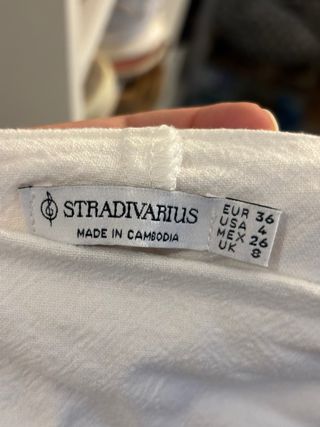 STRADIVARIUS
MADE IN CAMBODIA
EUR 36
USA 4
MEX 26
UK 8